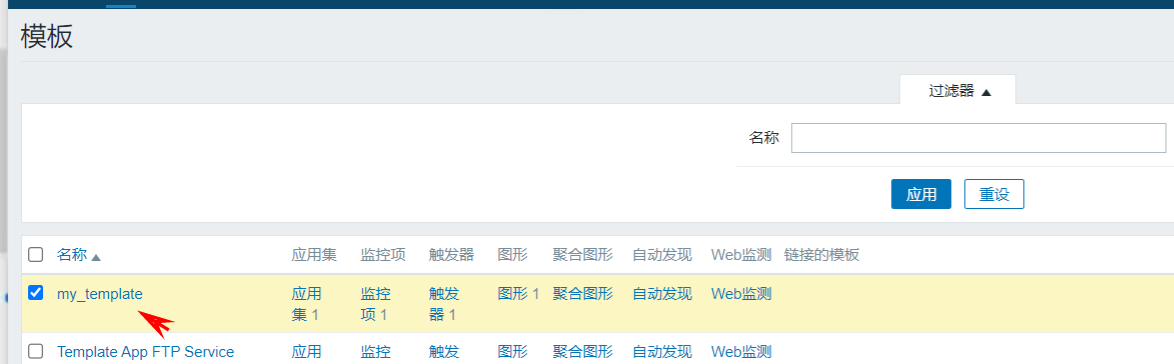 模板
过滤器
名称
应用 重设
名称 应用集 监控项 触发器 图形 聚合图形 自动发现 Web监测 链接的模板
my_template 应用集 1 监控项 1 触发器 1 图形 1 聚合图形 自动发现 Web监测
Template App FTP Service 应用 监控 触发 图形 聚合图形 自动发现 Web监测